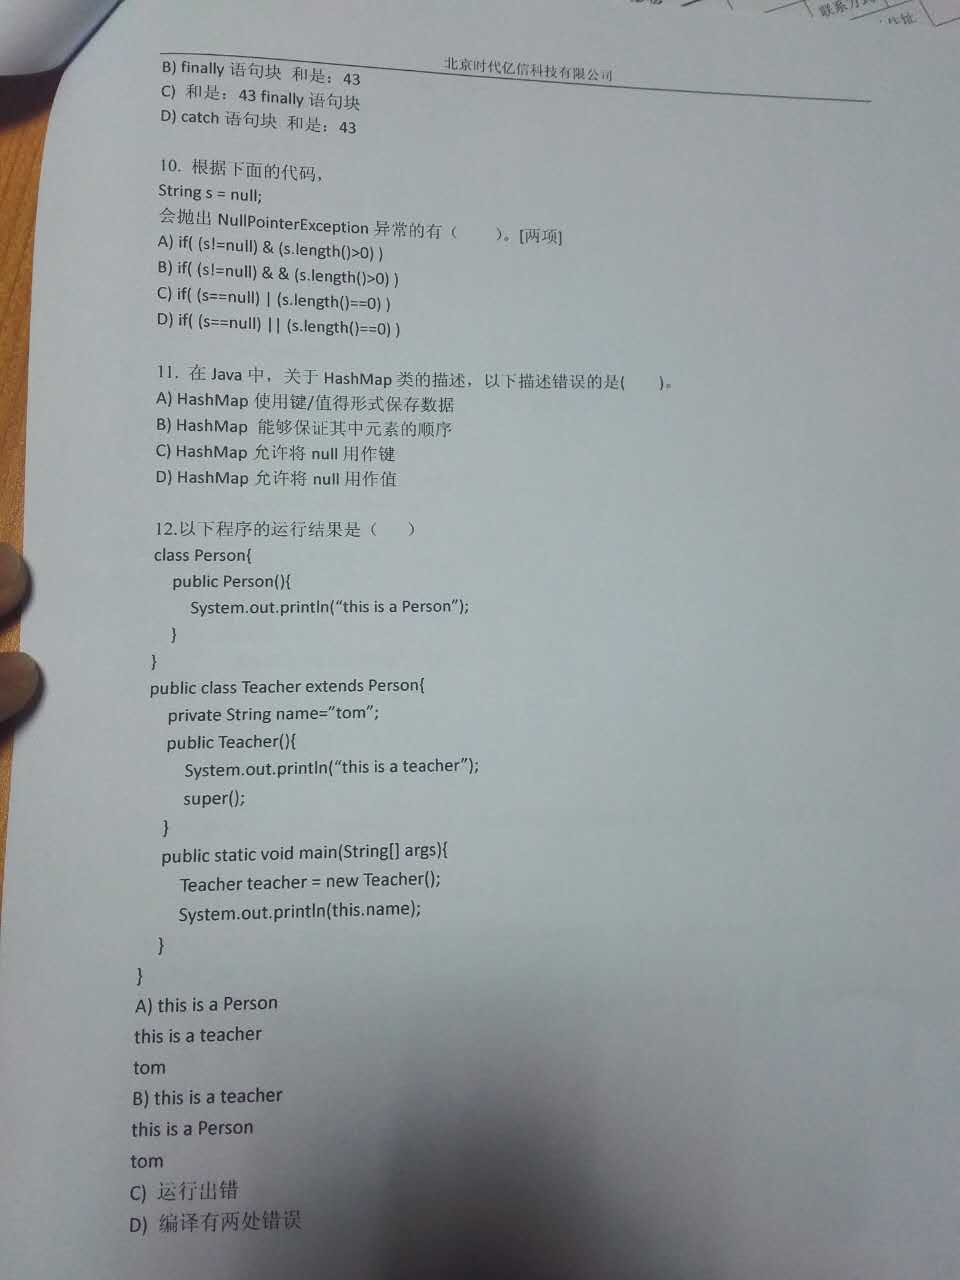 联系方式
北京时代亿信科技有限公司
B) finally 语句块 和是：43
C) 和是：43 finally 语句块
D) catch 语句块 和是：43
10. 根据下面的代码，
String s = null;
会抛出 NullPointerException 异常的有（ ）。[两项]
A) if( (s!=null) & (s.length()>0) )
B) if( (s!=null) & & (s.length()>0) )
C) if( (s==null) | (s.length()==0) )
D) if( (s==null) || (s.length()==0) )
11. 在 Java 中，关于 HashMap 类的描述，以下描述错误的是( )。
A) HashMap 使用键/值得形式保存数据
B) HashMap 能够保证其中元素的顺序
C) HashMap 允许将 null 用作键
D) HashMap 允许将 null 用作值
12.以下程序的运行结果是（ ）
class Person{
public Person(){
System.out.println(“this is a Person”);
}
}
public class Teacher extends Person{
private String name=”tom”;
public Teacher(){
System.out.println(“this is a teacher”);
super();
}
public static void main(String[] args){
Teacher teacher = new Teacher();
System.out.println(this.name);
}
}
A) this is a Person
this is a teacher
tom
B) this is a teacher
this is a Person
tom
C) 运行出错
D) 编译有两处错误